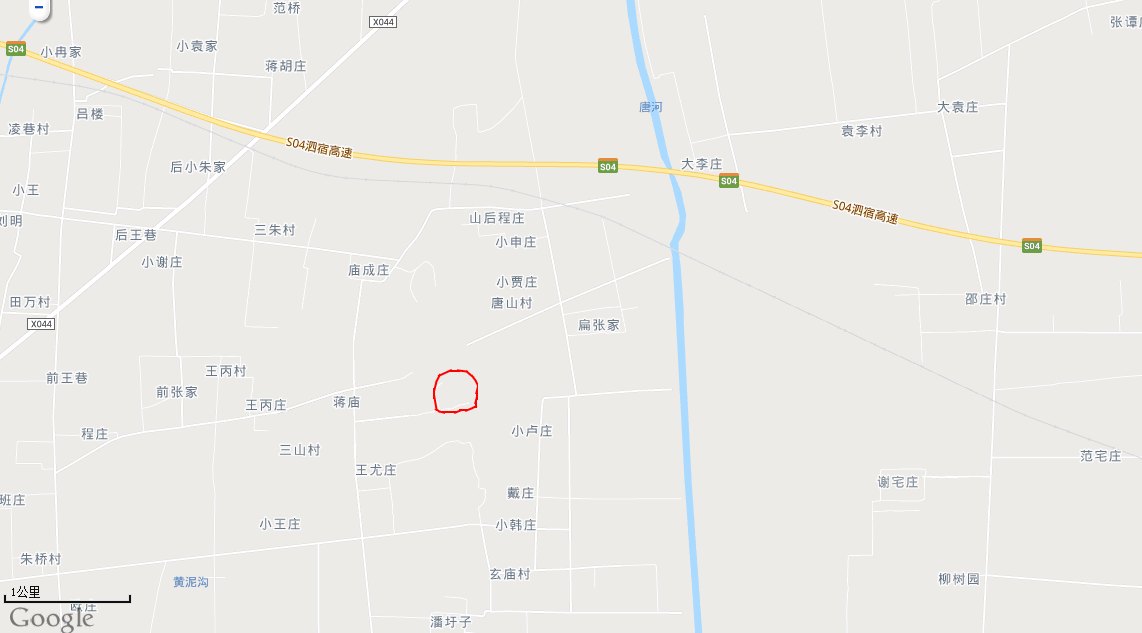 范桥
X044
张谭
S04
小冉家
小袁家
蒋胡庄
唐河
大袁庄
吕楼
凌巷村
袁李村
S04泗宿高速
后小朱家
S04
大李庄
S04
小王
S04泗宿高速
刘明
山后程庄
后王巷
三朱村
小申庄
S04
小谢庄
庙成庄
小贾庄
田万村
唐山村
邵庄村
X044
扁张家
前王巷
王丙村
前张家
王丙庄
蒋庙
程庄
小卢庄
三山村
范宅庄
王尤庄
谢宅庄
班庄
戴庄
小王庄
小韩庄
朱桥村
玄庙村
黄泥沟
柳树园
1公里
Google
潘圩子